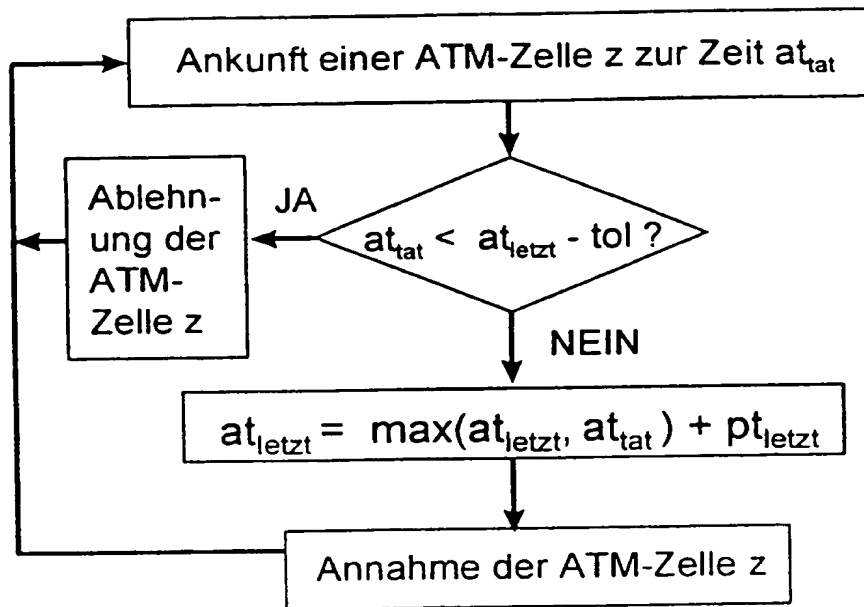 Ankunft einer ATM-Zelle z zur Zeit at_tat
JA
Ablehn-
ung der
ATM-
Zelle z
at_tat < at_letzt - tol ?
NEIN
at_letzt = max(at_letzt, at_tat) + pt_letzt
Annahme der ATM-Zelle z